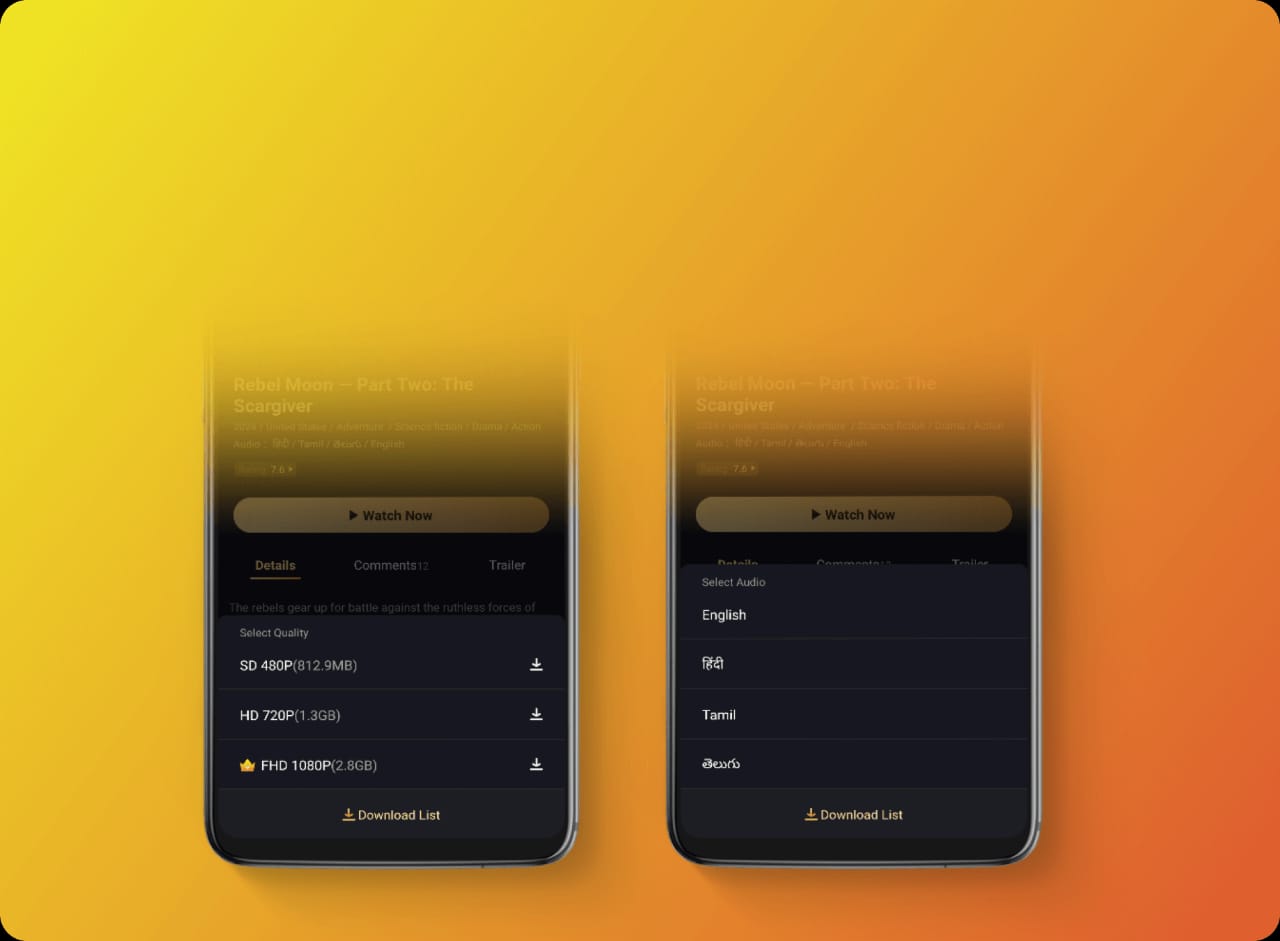 Rebel Moon — Part Two: The
Scargiver
2024 / United States / Adventure / Science fiction / Drama / Action
Audio : हिंदी / Tamil / తెలుగు / English
Rating 7.6
Watch Now
Details Comments12 Trailer
The rebels gear up for battle against the ruthless forces of
Select Quality
SD 480P(812.9MB)
HD 720P(1.3GB)
FHD 1080P(2.8GB)
Download List
Rebel Moon — Part Two: The
Scargiver
2024 / United States / Adventure / Science fiction / Drama / Action
Audio : हिंदी / Tamil / తెలుగు / English
Rating 7.6
Watch Now
Details Comments12 Trailer
Select Audio
English
हिंदी
Tamil
తెలుగు
Download List